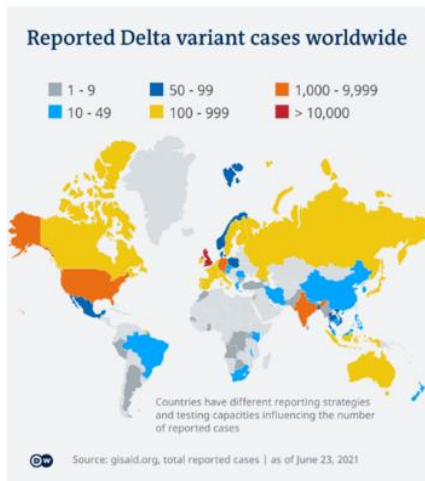 Reported Delta variant cases worldwide
1 - 9
50 - 99
1,000 - 9,999
10 - 49
100 - 999
> 10,000
Countries have different reporting strategies
and testing capacities influencing the number
of reported cases
DW
Source: gisaid.org, total reported cases | as of June 23, 2021